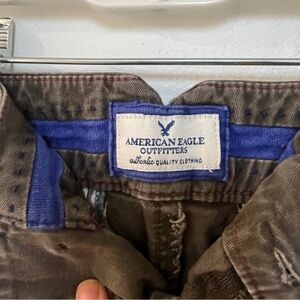 AMERICAN EAGLE
OUTFITTERS
authentic QUALITY CLOTHING